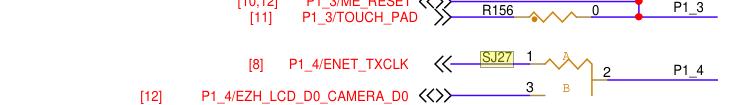 [10,12] P1_3/ME_RESET
[11] P1_3/TOUCH_PAD R156 0 P1_3
[8] P1_4/ENET_TXCLK SJ27 1 A
2 P1_4
[12] P1_4/EZH_LCD_D0_CAMERA_D0 3 B